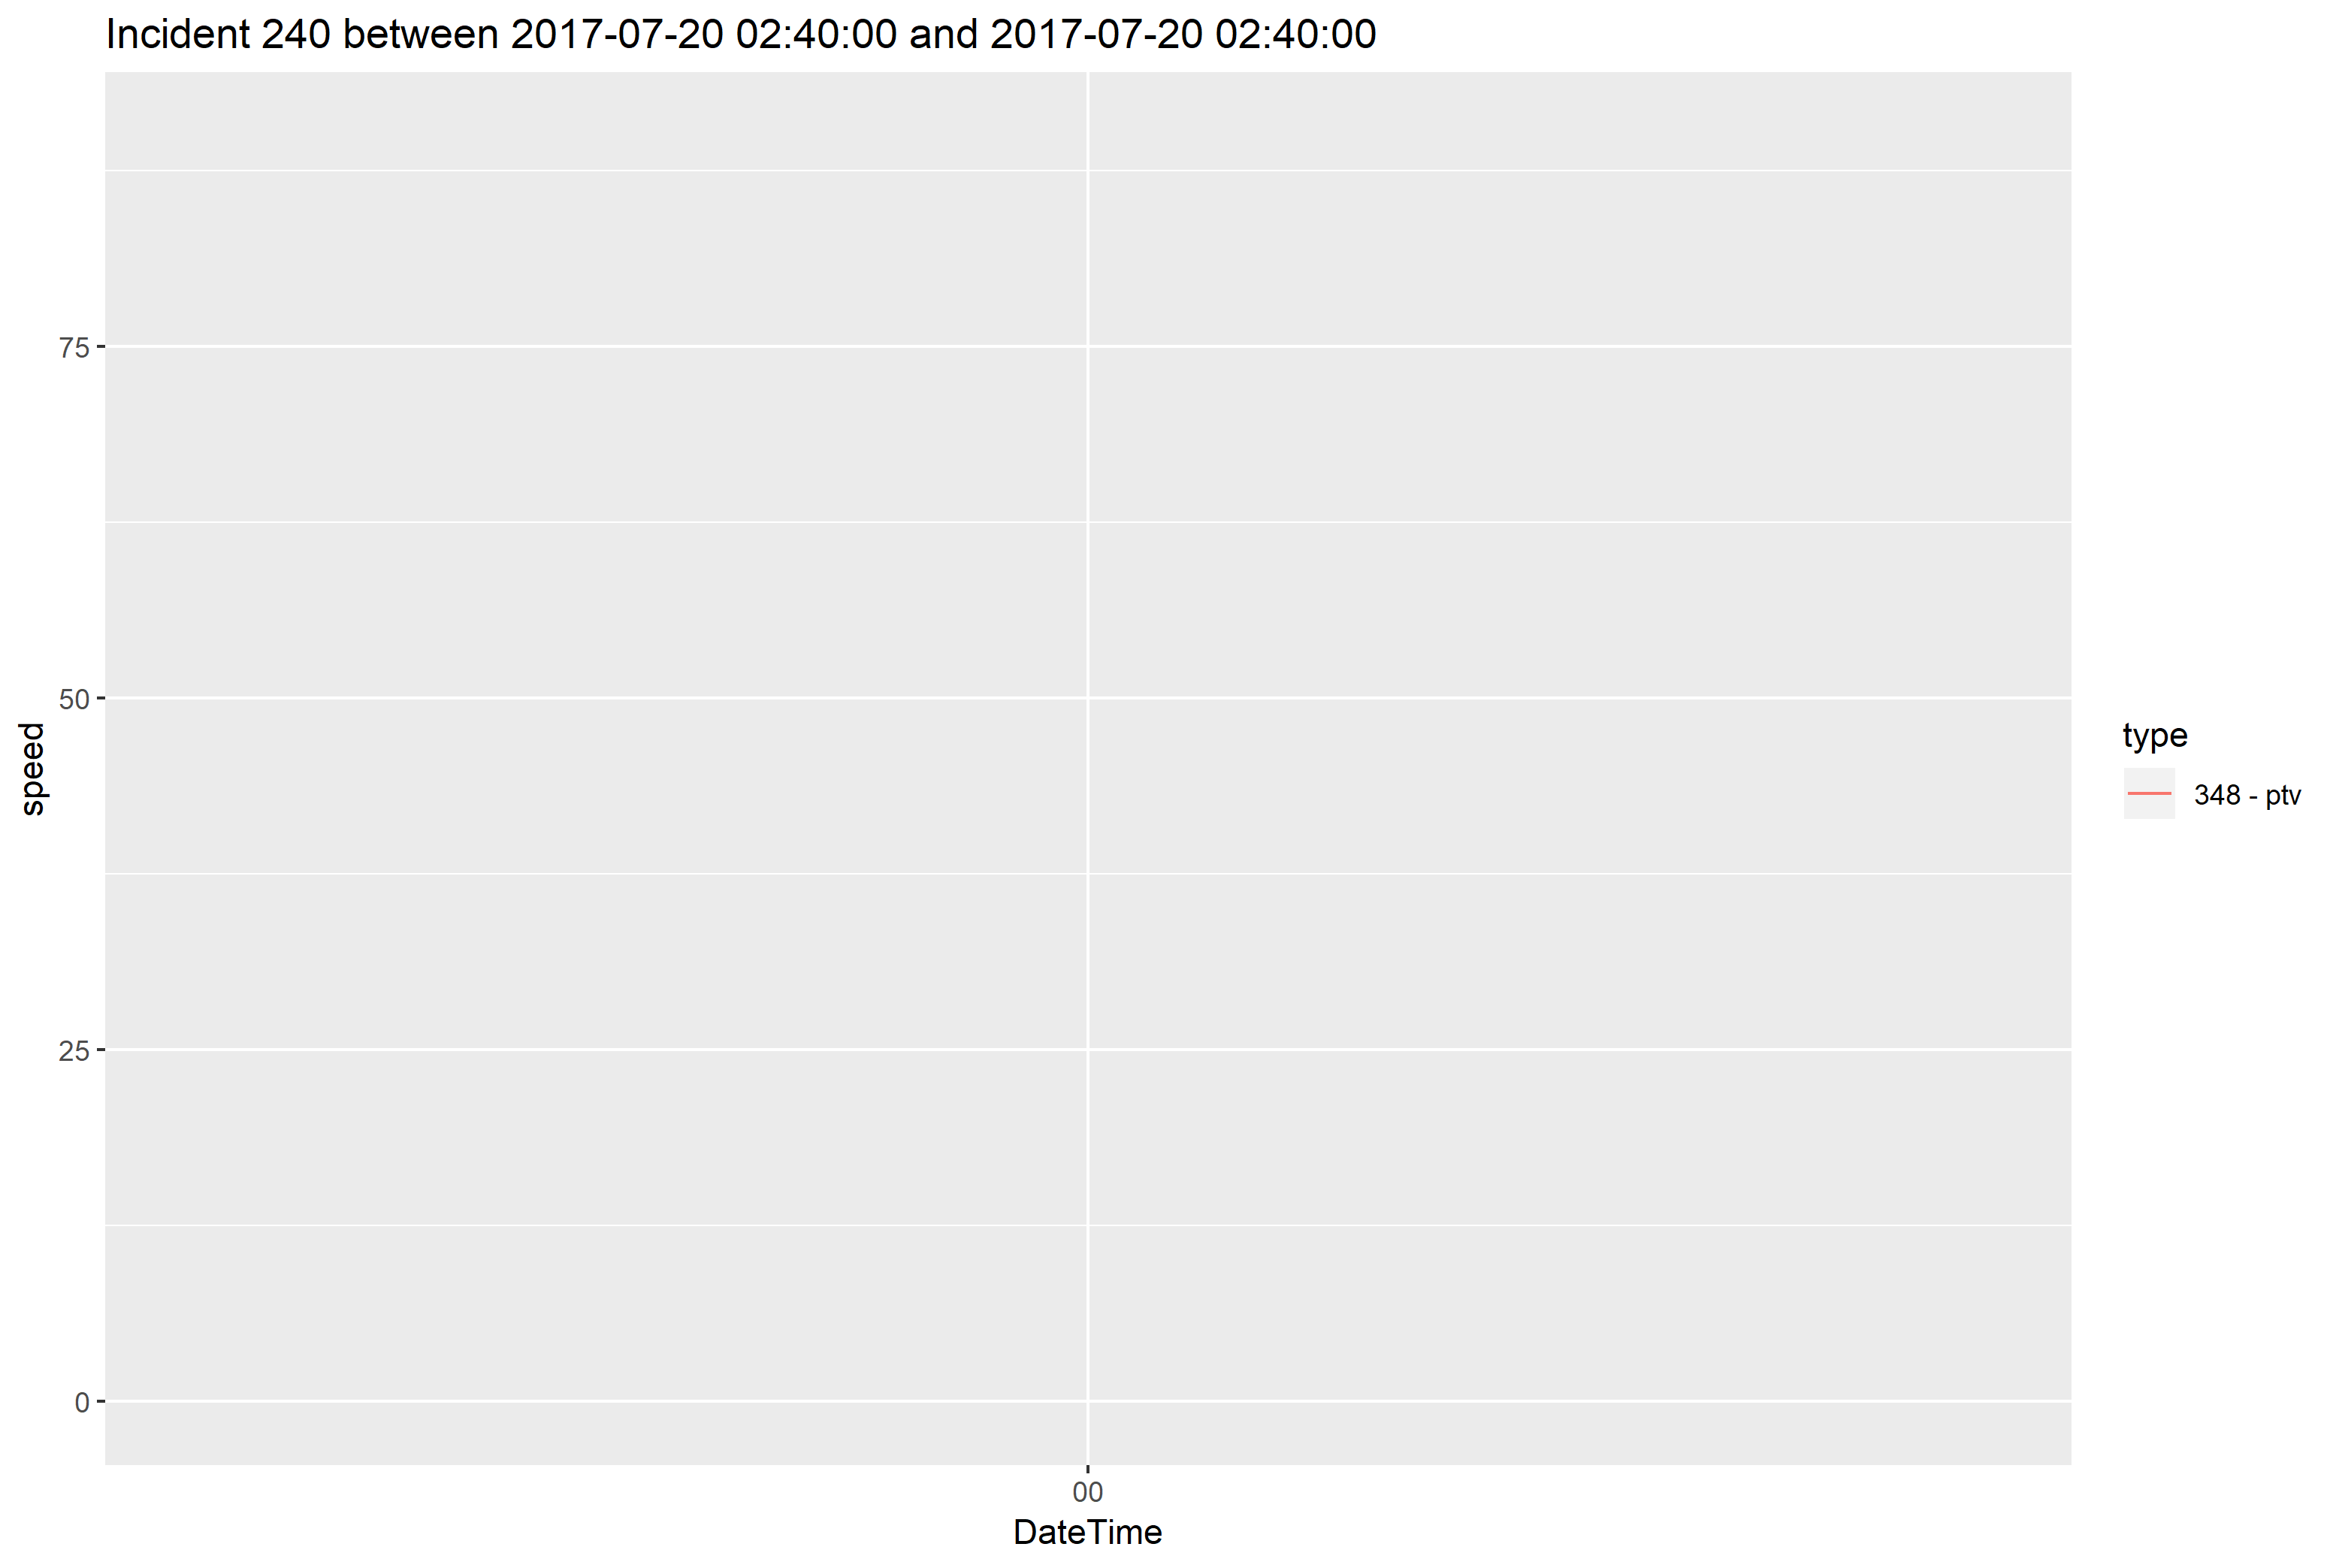 Incident 240 between 2017-07-20 02:40:00 and 2017-07-20 02:40:00
75
50
25
0
speed
00
DateTime
type
348 - ptv